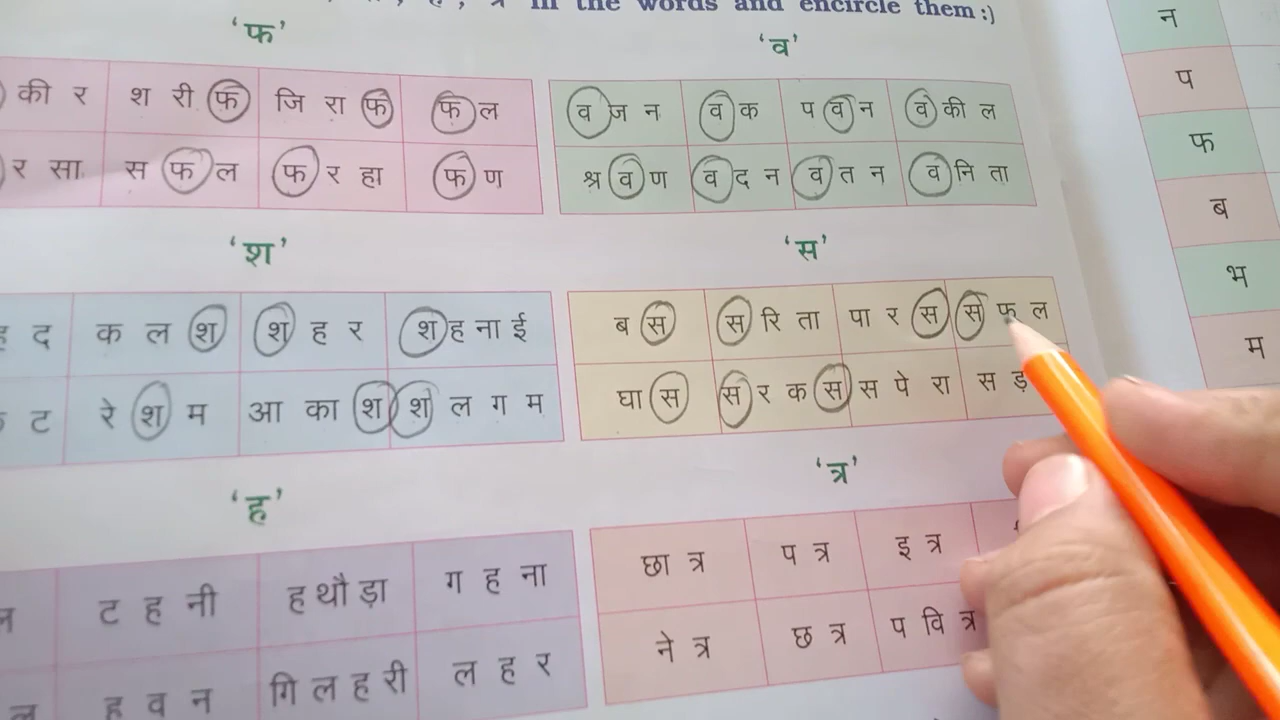 in the words and encircle them:)
'फ' 'व'
की र श री फ जि रा फ फ ल व ज न व क प व न व की ल
र सा स फ ल फ र हा फ ण श्र व ण व द न व त न व नि ता
'श' 'स'
द क ल श श ह र श ह ना ई ब स स रि ता पा र स स फ ल
ट रे श म आ का श श ल ग म घा स स र क स स पे रा स ड़
'ह' 'त्र'
ट ह नी ह थौ ड़ा ग ह ना छा त्र प त्र इ त्र
ह व न गि ल ह री ल ह र ने त्र छ त्र प वि त्र
न
प
फ
ब
भ
म